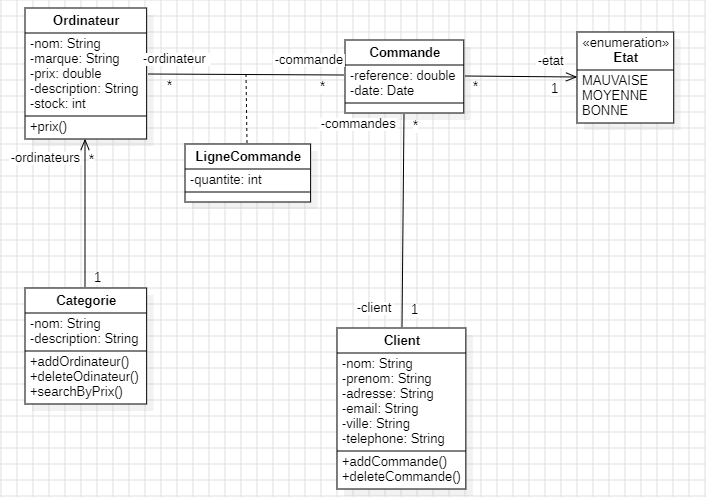 Ordinateur
-nom: String
-marque: String
-prix: double
-description: String
-stock: int
+prix()
-ordinateur
*
-commande
*
Commande
-reference: double
-date: Date
*
-etat
1
«enumeration»
Etat
MAUVAISE
MOYENNE
BONNE
-commandes
*
-ordinateurs
*
LigneCommande
-quantite: int
1
Categorie
-nom: String
-description: String
+addOrdinateur()
+deleteOdinateur()
+searchByPrix()
-client
1
Client
-nom: String
-prenom: String
-adresse: String
-email: String
-ville: String
-telephone: String
+addCommande()
+deleteCommande()